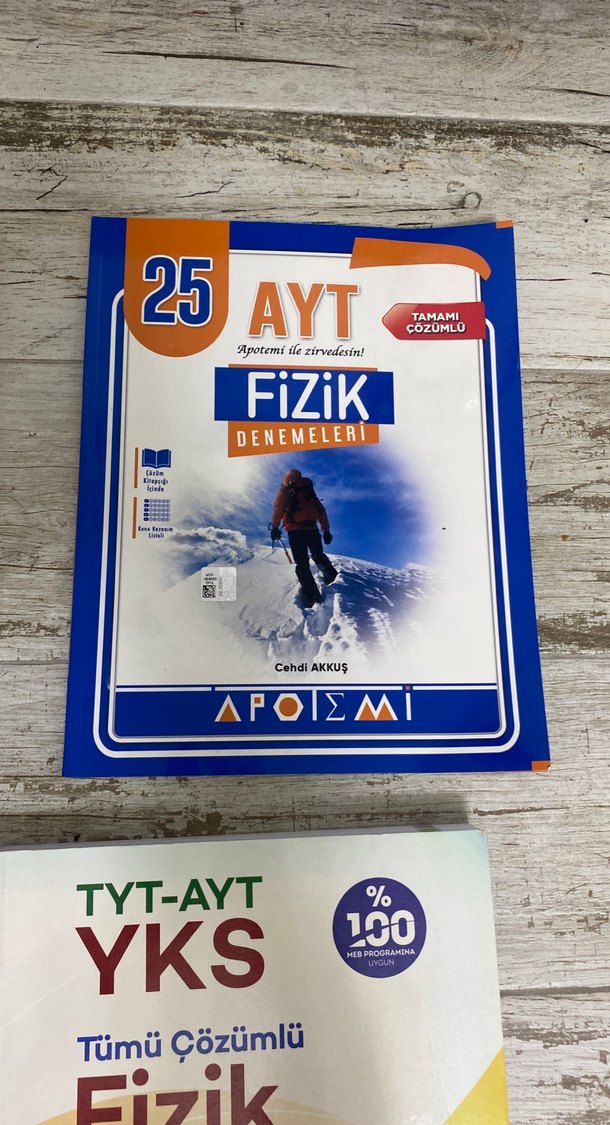 25
AYT
Apotemi ile zirvedesin!
TAMAMI
ÇÖZÜMLÜ
FİZİK
DENEMELERİ
Çözüm
Kitapçığı
İçinde
Konu Kazanım
Listeli
Cehdi AKKUŞ
APOTEMİ
TYT-AYT
YKS
% 100
MEB PROGRAMINA
UYGUN
Tümü Çözümlü
Fizik